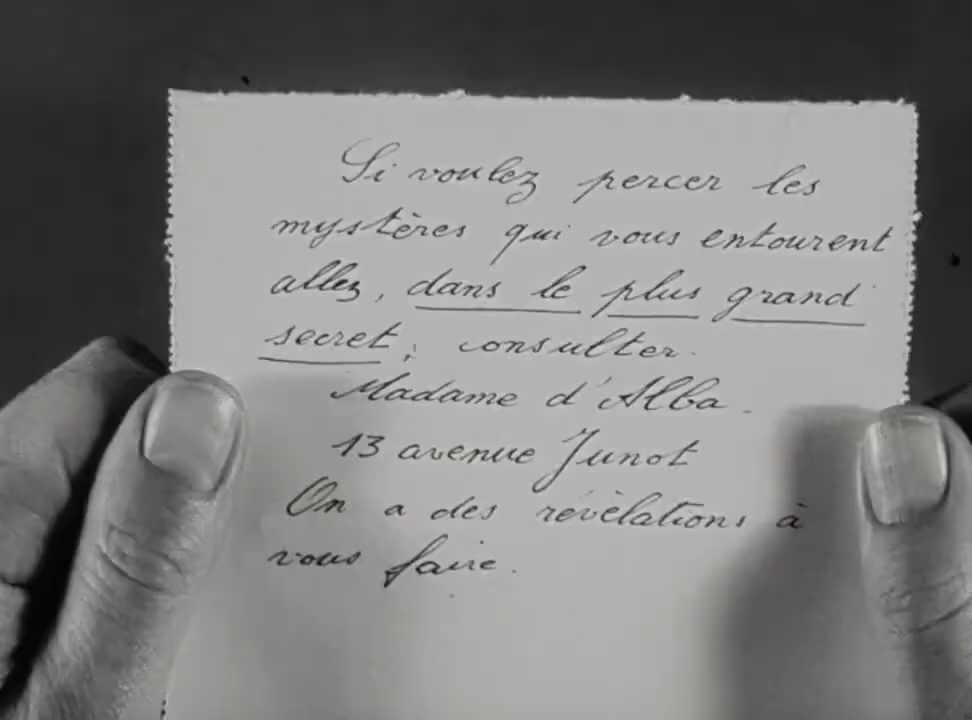 Si voulez percer les
mystères qui vous entourent
allez, dans le plus grand
secret, consulter.
Madame d'Alba.
13 avenue Junot
On a des révèlations à
vous faire.